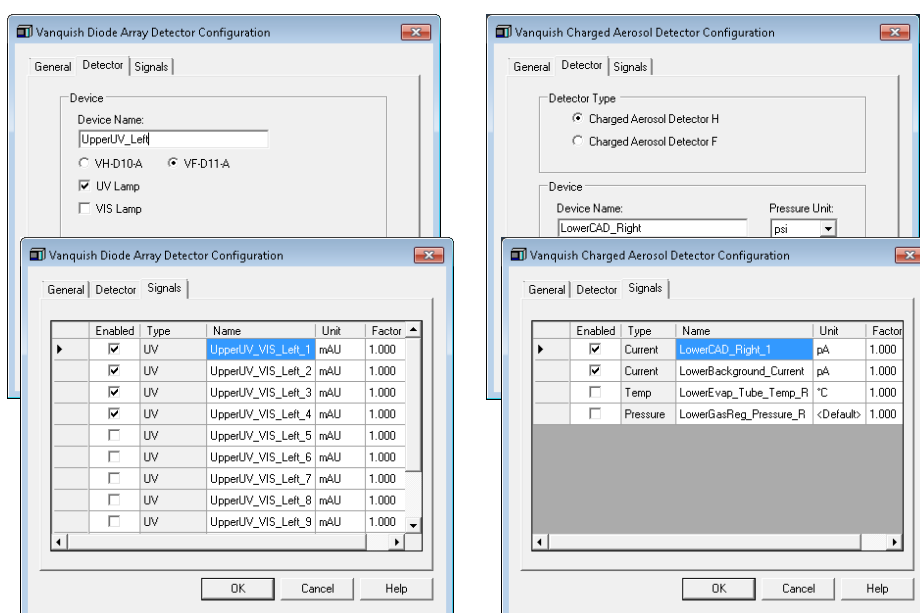 Vanquish Diode Array Detector Configuration
General Detector Signals
Device
Device Name:
UpperUV_Left
VH-D10-A VF-D11-A
UV Lamp
VIS Lamp
Vanquish Diode Array Detector Configuration
General Detector Signals
Enabled Type Name Unit Factor
UV UpperUV_VIS_Left_1 mAU 1.000
UV UpperUV_VIS_Left_2 mAU 1.000
UV UpperUV_VIS_Left_3 mAU 1.000
UV UpperUV_VIS_Left_4 mAU 1.000
UV UpperUV_VIS_Left_5 mAU 1.000
UV UpperUV_VIS_Left_6 mAU 1.000
UV UpperUV_VIS_Left_7 mAU 1.000
UV UpperUV_VIS_Left_8 mAU 1.000
UV UpperUV_VIS_Left_9 mAU 1.000
OK Cancel Help
Vanquish Charged Aerosol Detector Configuration
General Detector Signals
Detector Type
Charged Aerosol Detector H
Charged Aerosol Detector F
Device
Device Name: Pressure Unit:
LowerCAD_Right psi
Vanquish Charged Aerosol Detector Configuration
General Detector Signals
Enabled Type Name Unit Factor
Current LowerCAD_Right_1 pA 1.000
Current LowerBackground_Current pA 1.000
Temp LowerEvap_Tube_Temp_R °C 1.000
Pressure LowerGasReg_Pressure_R <Default> 1.000
OK Cancel Help